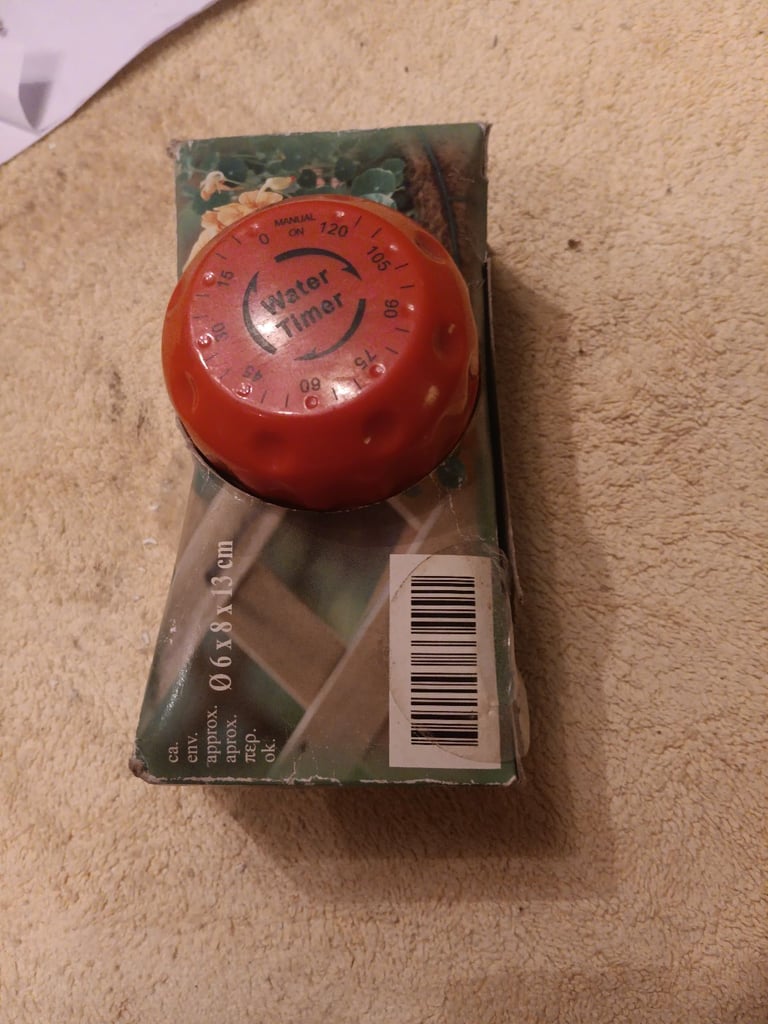 MANUAL
ON
0
15
30
45
60
75
90
105
120
Water
Timer
ca.
env.
approx.
aprox.
περ.
ok.
Ø 6 x 8 x 13 cm